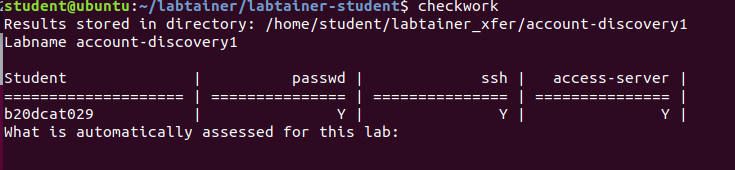 student@ubuntu:~/labtainer/labtainer-student$ checkwork
Results stored in directory: /home/student/labtainer_xfer/account-discovery1
Labname account-discovery1
Student | passwd | ssh | access-server |
==================== | =============== | =============== | =============== |
b20dcat029 | Y | Y | Y |
What is automatically assessed for this lab: